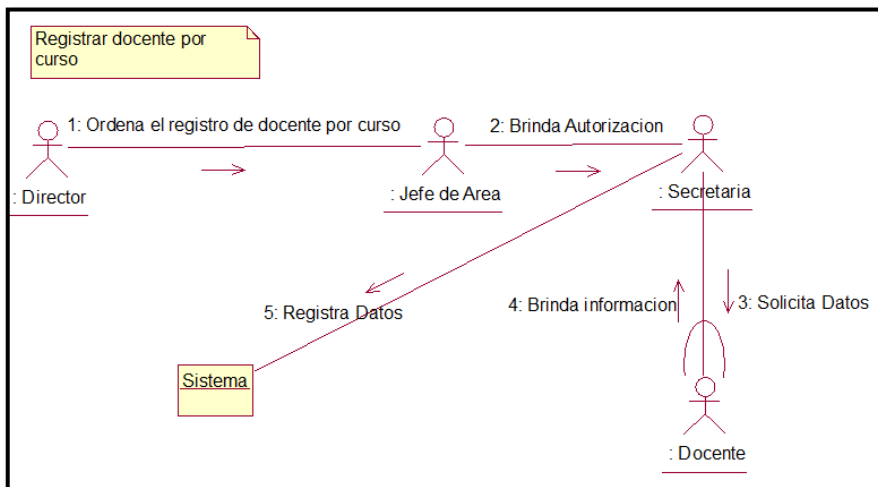 Registrar docente por
curso
1: Ordena el registro de docente por curso
2: Brinda Autorizacion
: Director
: Jefe de Area
: Secretaria
5: Registra Datos
4: Brinda informacion
3: Solicita Datos
Sistema
: Docente